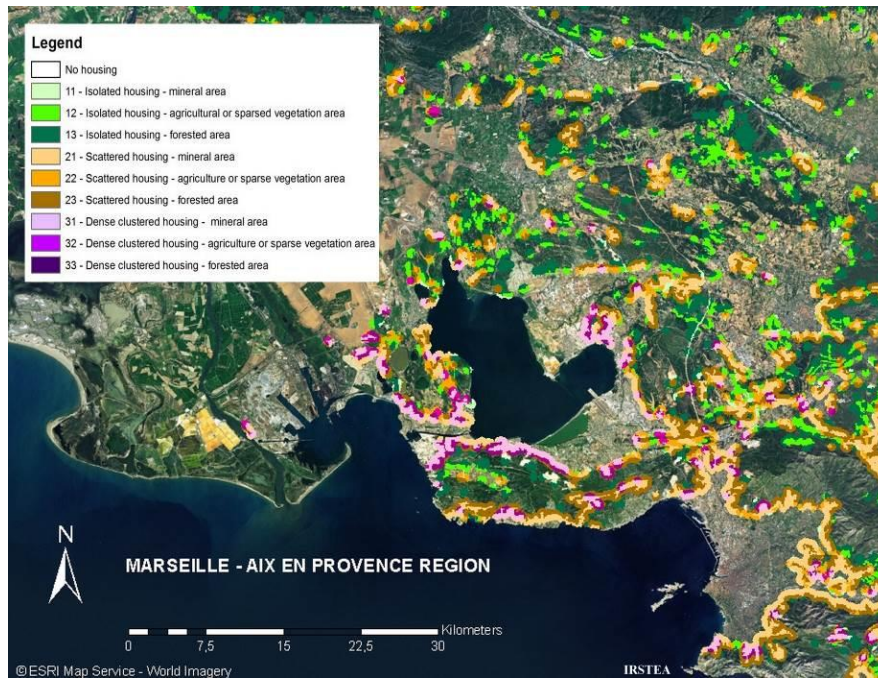 Legend
No housing
11 - Isolated housing - mineral area
12 - Isolated housing - agricultural or sparsed vegetation area
13 - Isolated housing - forested area
21 - Scattered housing - mineral area
22 - Scattered housing - agriculture or sparse vegetation area
23 - Scattered housing - forested area
31 - Dense clustered housing - mineral area
32 - Dense clustered housing - agriculture or sparse vegetation area
33 - Dense clustered housing - forested area
N
MARSEILLE - AIX EN PROVENCE REGION
Kilometers
0 7,5 15 22,5 30
©ESRI Map Service - World Imagery
IRSTEA